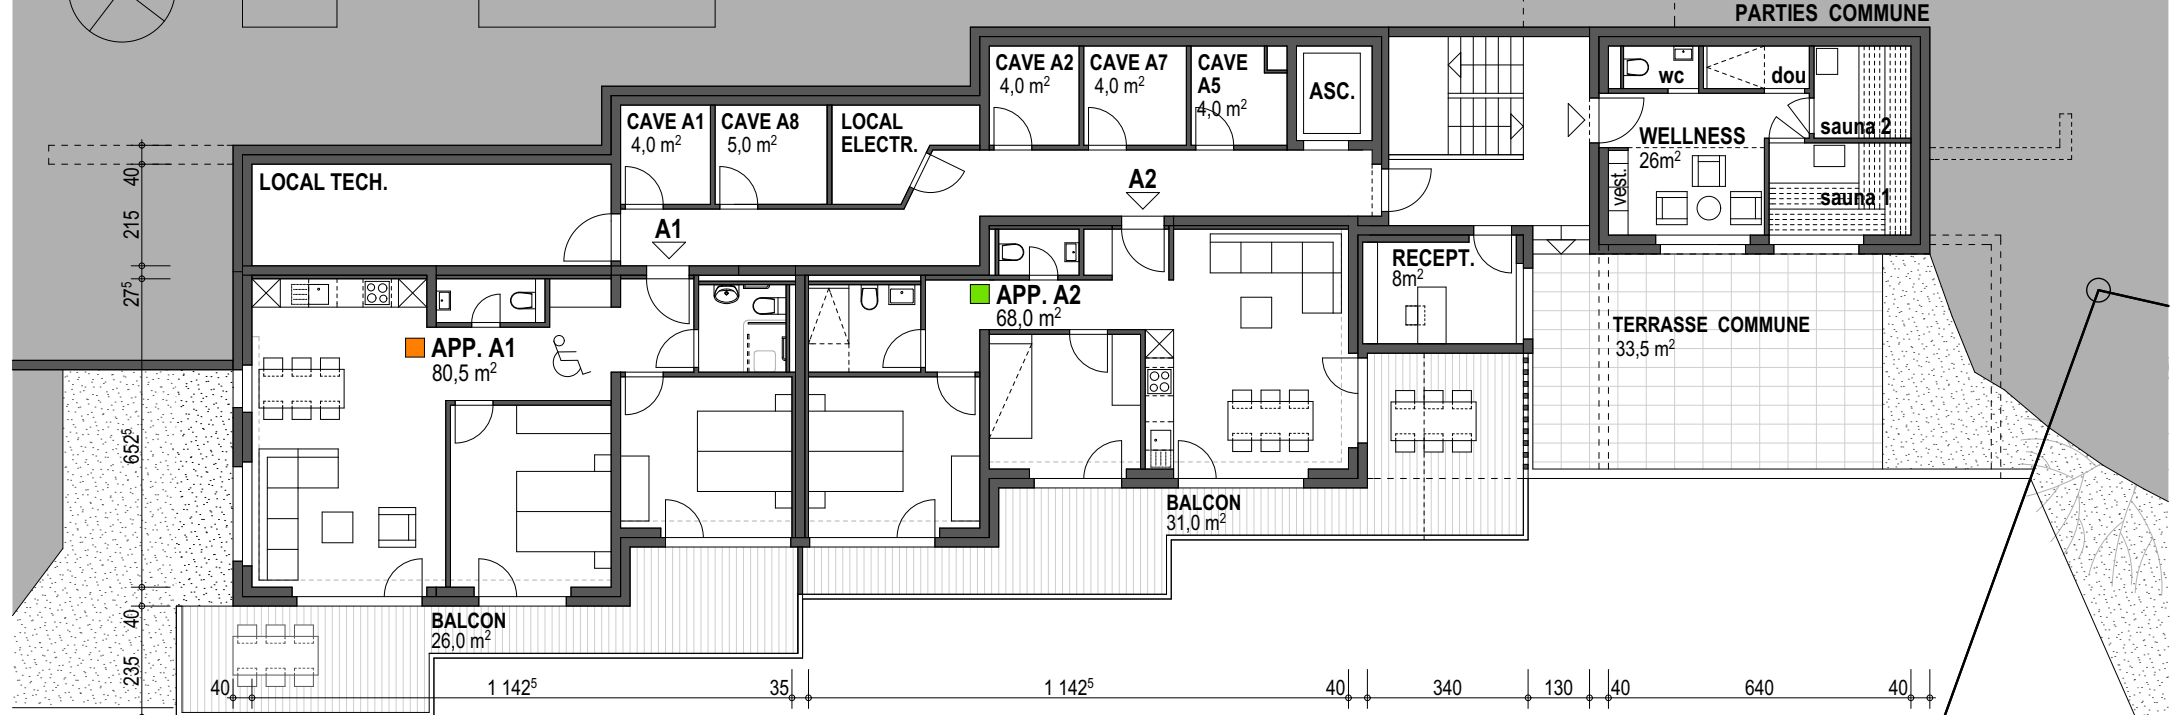 PARTIES COMMUNE
CAVE A2
4,0 m²
CAVE A7
4,0 m²
CAVE
A5
4,0 m²
ASC.
wc
dou
CAVE A1
4,0 m²
CAVE A8
5,0 m²
LOCAL
ELECTR.
WELLNESS
26m²
sauna 2
vest.
sauna 1
LOCAL TECH.
A2
A1
RECEPT.
8m²
APP. A2
68,0 m²
APP. A1
80,5 m²
TERRASSE COMMUNE
33,5 m²
BALCON
31,0 m²
BALCON
26,0 m²
40
215
27⁵
652⁵
40
235
40
1 142⁵
35
1 142⁵
40
340
130
40
640
40